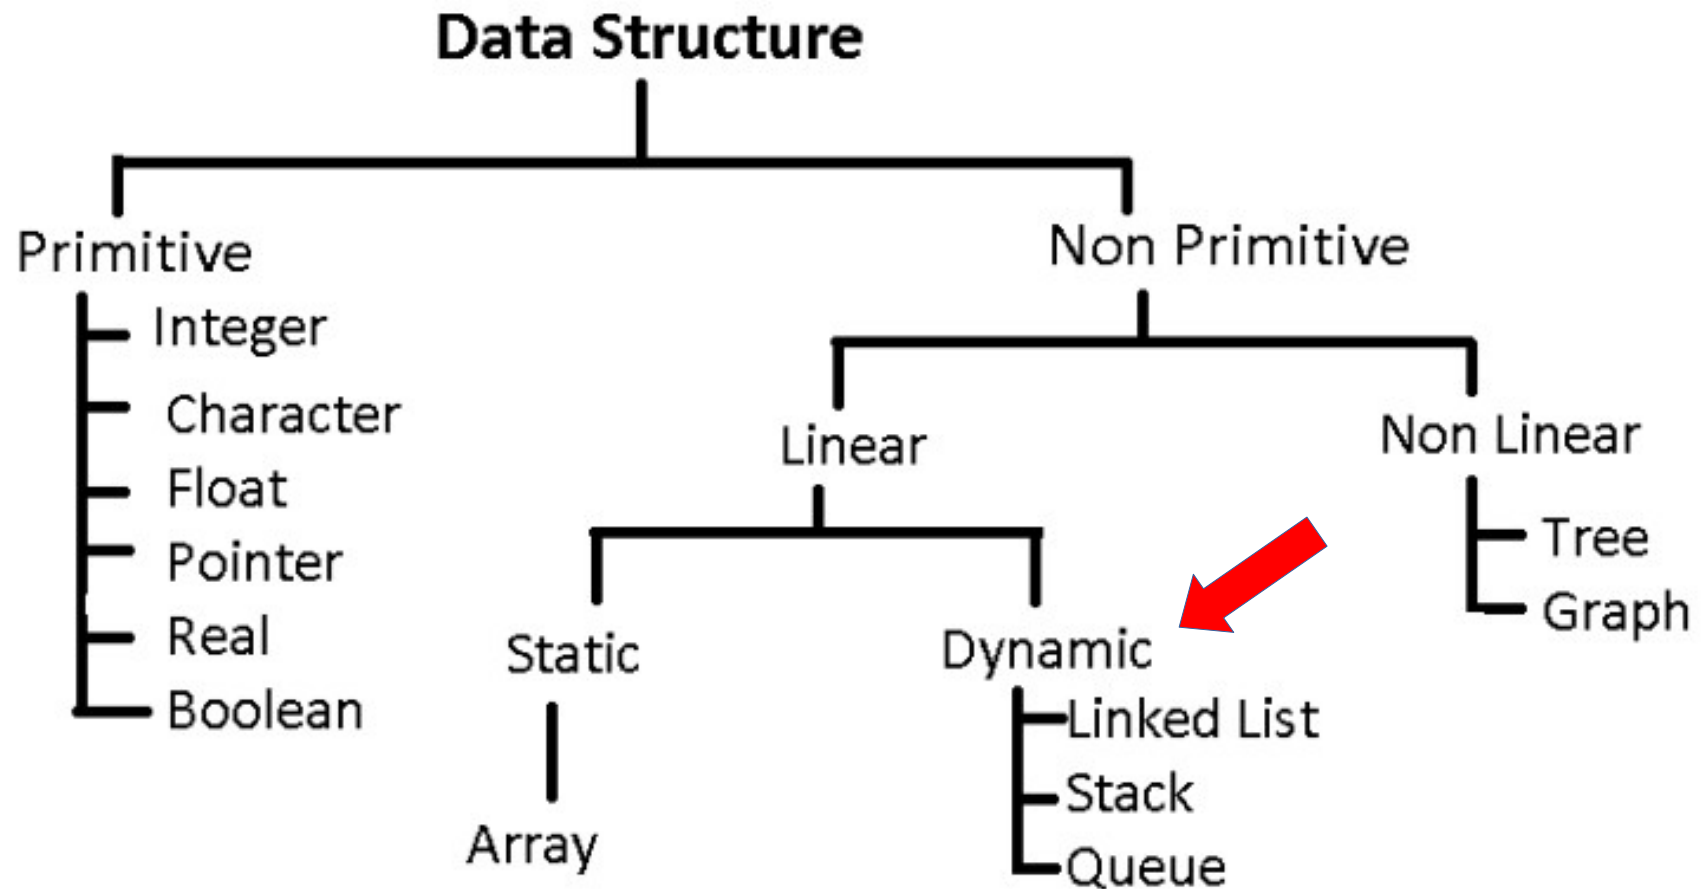 Data Structure
Primitive
Non Primitive
Integer
Character
Float
Pointer
Real
Boolean
Linear
Non Linear
Static
Dynamic
Tree
Graph
Array
Linked List
Stack
Queue